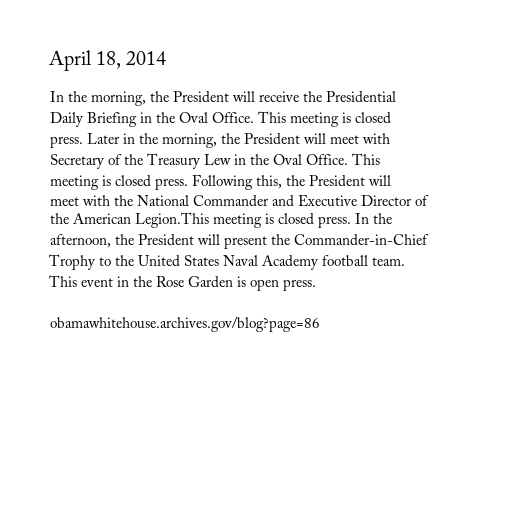 April 18, 2014
In the morning, the President will receive the Presidential
Daily Briefing in the Oval Office. This meeting is closed
press. Later in the morning, the President will meet with
Secretary of the Treasury Lew in the Oval Office. This
meeting is closed press. Following this, the President will
meet with the National Commander and Executive Director of
the American Legion.This meeting is closed press. In the
afternoon, the President will present the Commander-in-Chief
Trophy to the United States Naval Academy football team.
This event in the Rose Garden is open press.
obamawhitehouse.archives.gov/blog?page=86